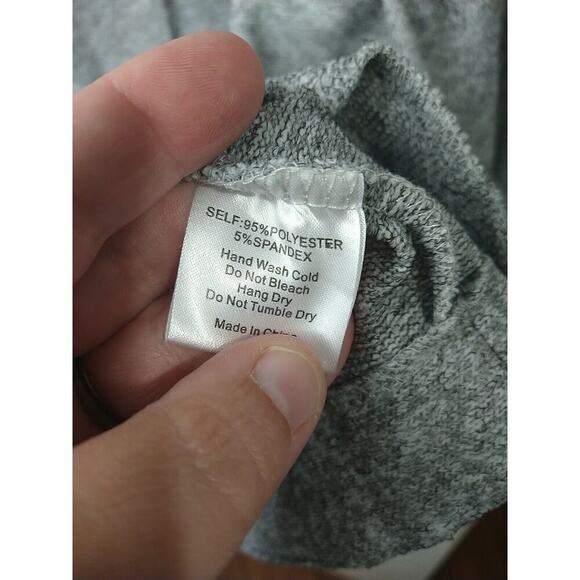 SELF:95%POLYESTER
5%SPANDEX
Hand Wash Cold
Do Not Bleach
Hang Dry
Do Not Tumble Dry
Made In China